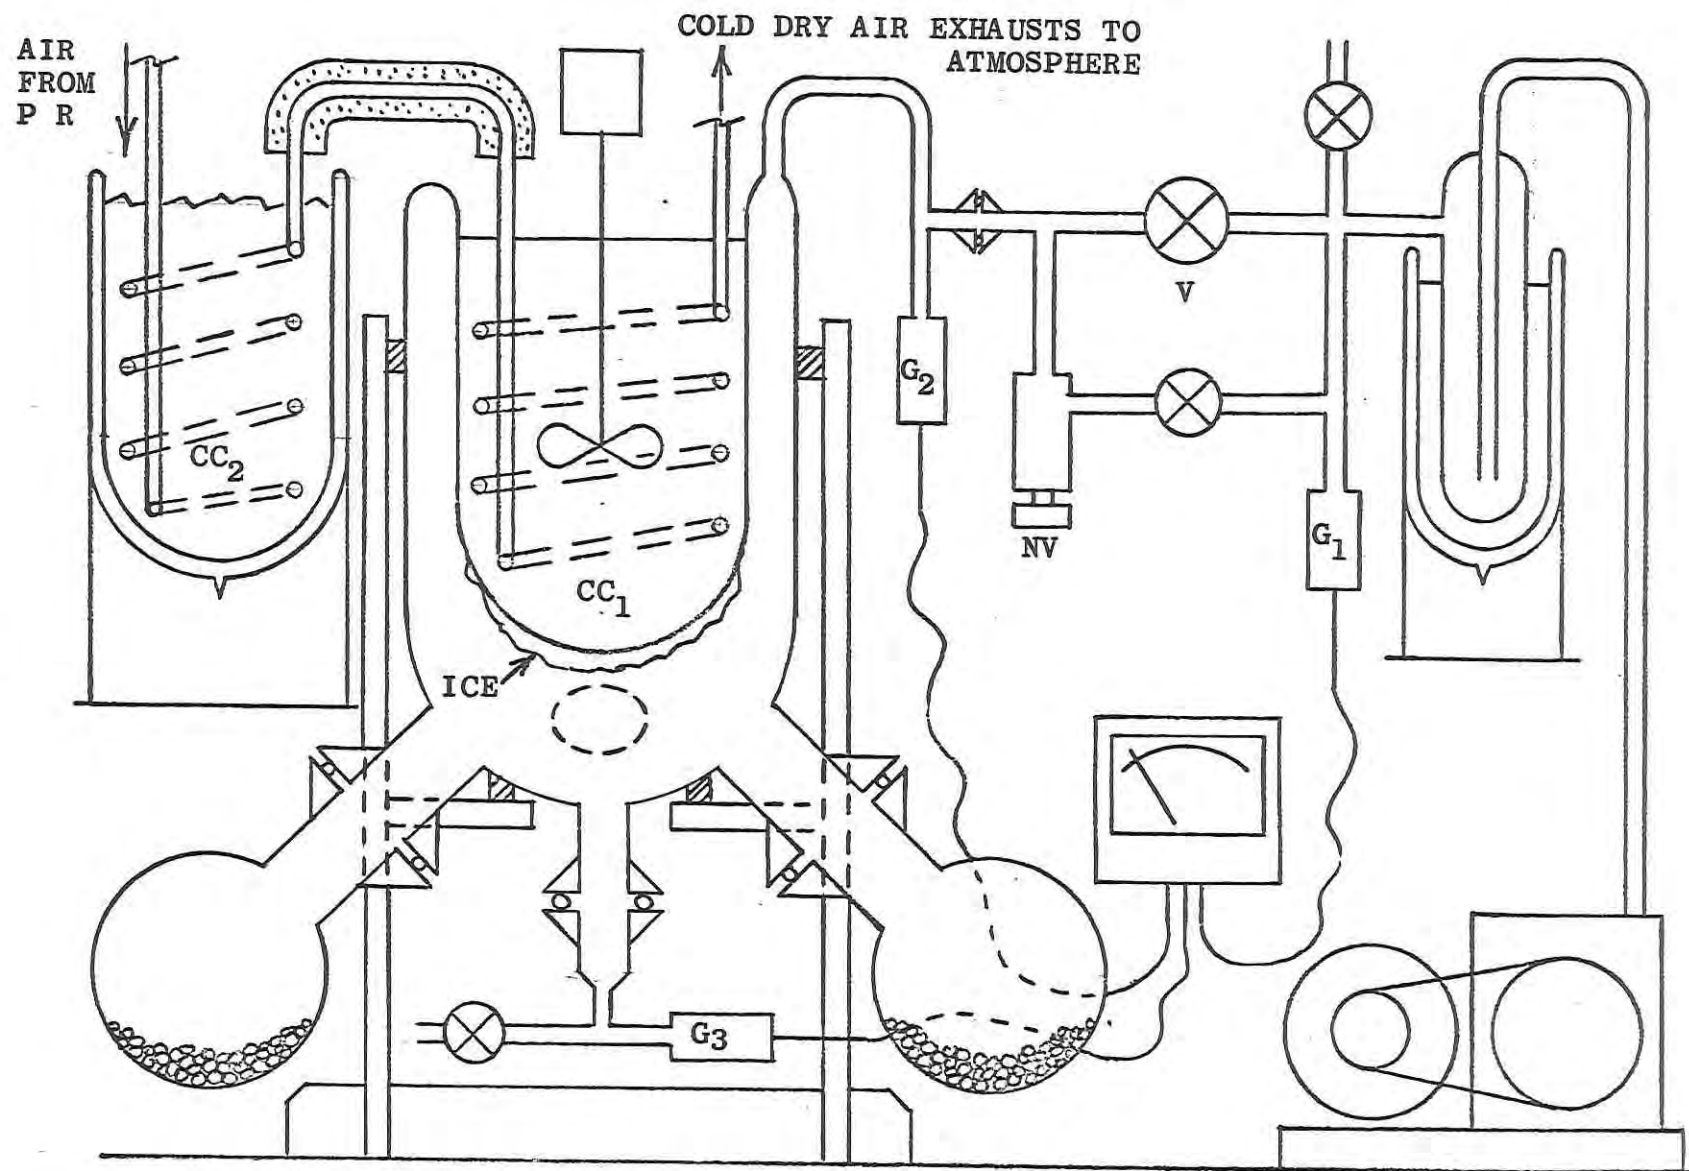 COLD DRY AIR EXHAUSTS TO
ATMOSPHERE
AIR
FROM
P R
V
G2
CC2
G1
NV
CC1
ICE
G3